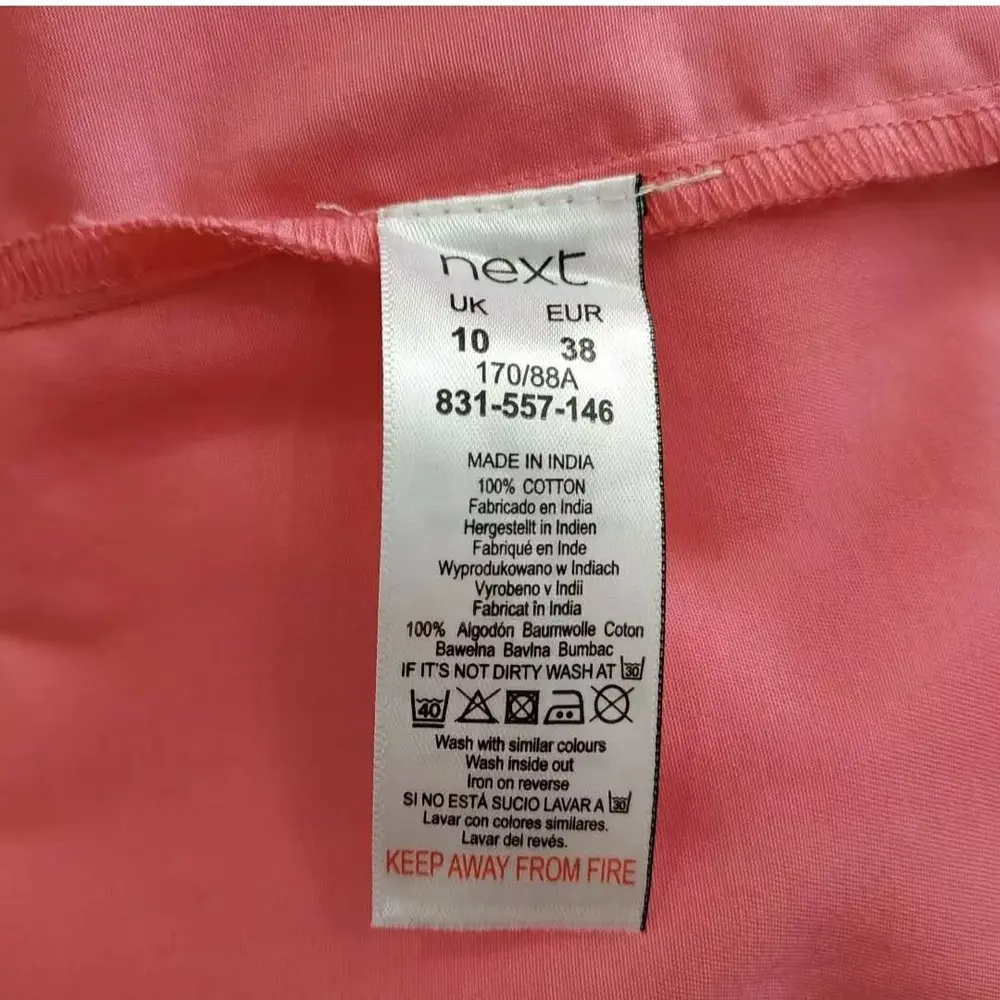 next
UK EUR
10 38
170/88A
831-557-146
MADE IN INDIA
100% COTTON
Fabricado en India
Hergestellt in Indien
Fabriqué en Inde
Wyprodukowano w Indiach
Vyrobeno v Indii
Fabricat în India
100% Algodón Baumwolle Coton
Bawełna Bavlna Bumbac
IF IT'S NOT DIRTY WASH AT 30
40
Wash with similar colours
Wash inside out
Iron on reverse
SI NO ESTÁ SUCIO LAVAR A 30
Lavar con colores similares.
Lavar del revés.
KEEP AWAY FROM FIRE